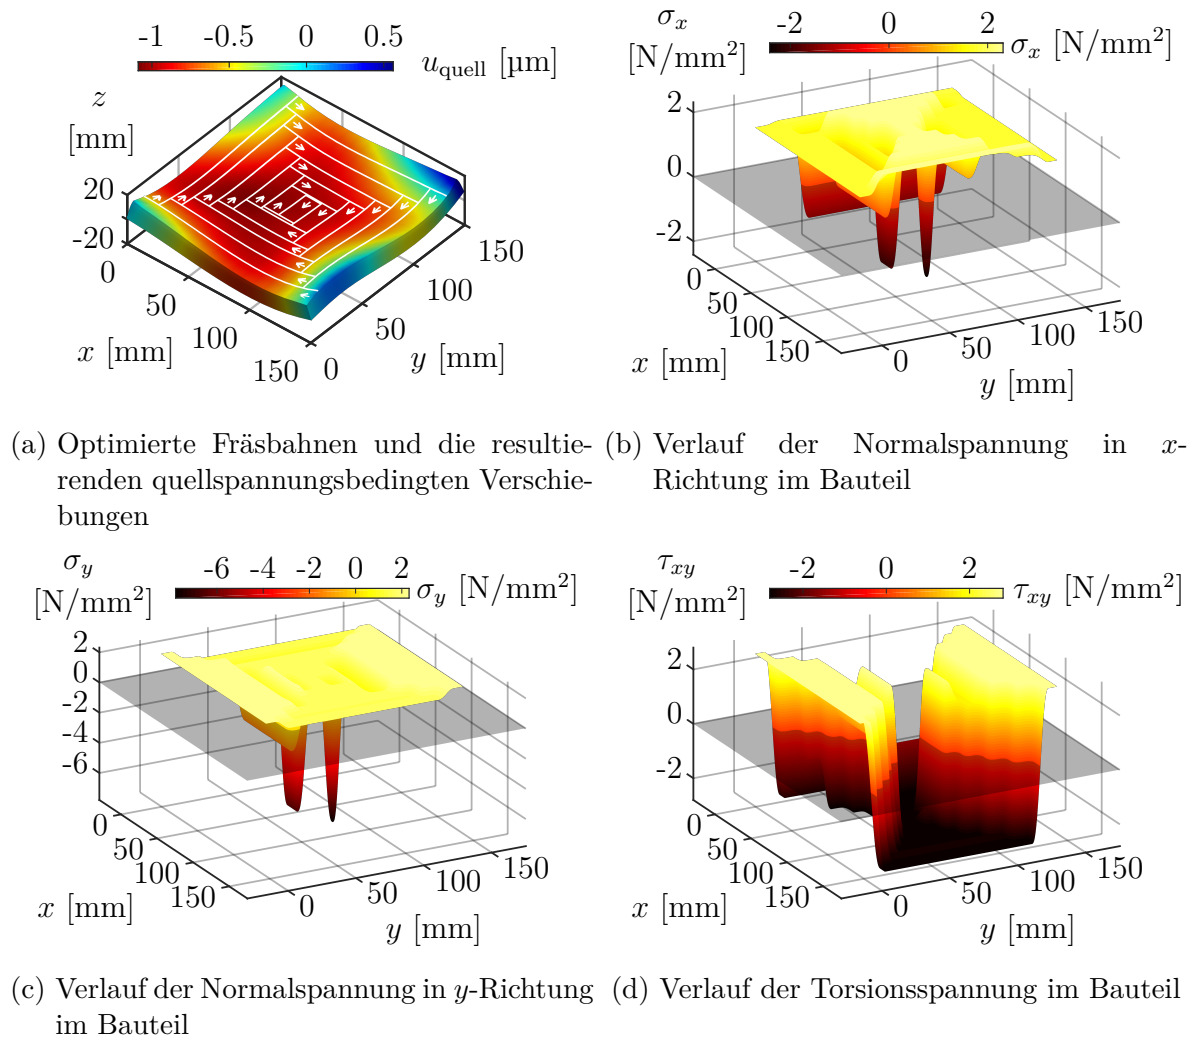 -1 -0.5 0 0.5
u_quell [µm]
z
[mm]
20
-20
0
50
100
150
x [mm]
0
50
100
150
y [mm]
σ_x
[N/mm²]
-2 0 2
σ_x [N/mm²]
2
0
-2
0
50
100
150
x [mm]
0
50
100
150
y [mm]
(a) Optimierte Fräsbahnen und die resultie-
renden quellspannungsbedingten Verschie-
bungen
(b) Verlauf der Normalspannung in x-
Richtung im Bauteil
σ_y
[N/mm²]
-6 -4 -2 0 2
σ_y [N/mm²]
2
0
-2
-4
-6
0
50
100
150
x [mm]
0
50
100
150
y [mm]
τ_xy
[N/mm²]
-2 0 2
τ_xy [N/mm²]
2
0
-2
0
50
100
150
x [mm]
0
50
100
150
y [mm]
(c) Verlauf der Normalspannung in y-Richtung
im Bauteil
(d) Verlauf der Torsionsspannung im Bauteil